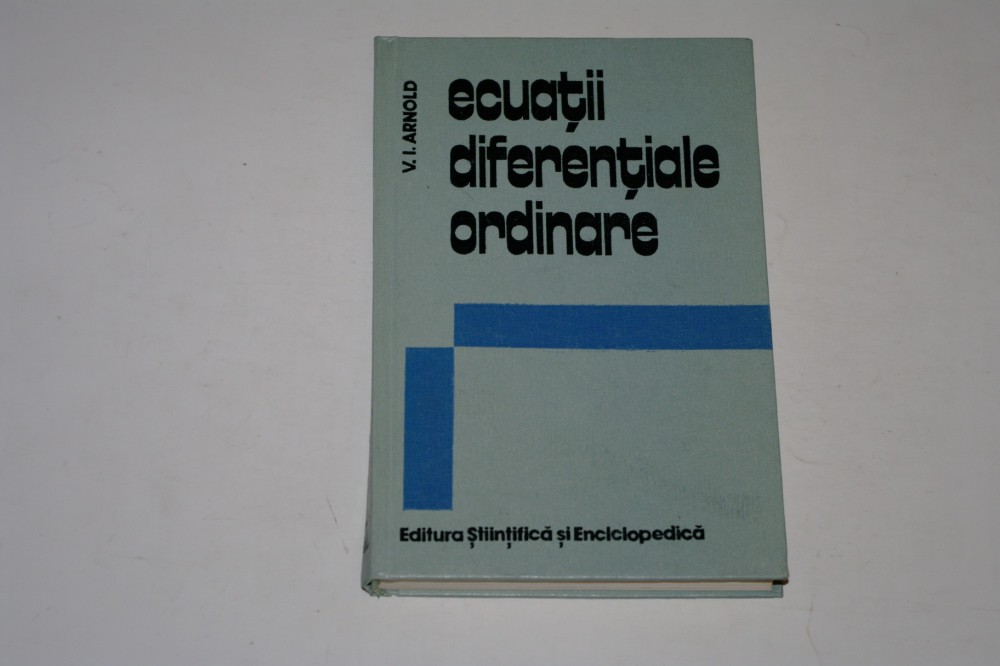 V. I. ARNOLD
ecuații
diferențiale
ordinare
Editura Științifică și Enciclopedică